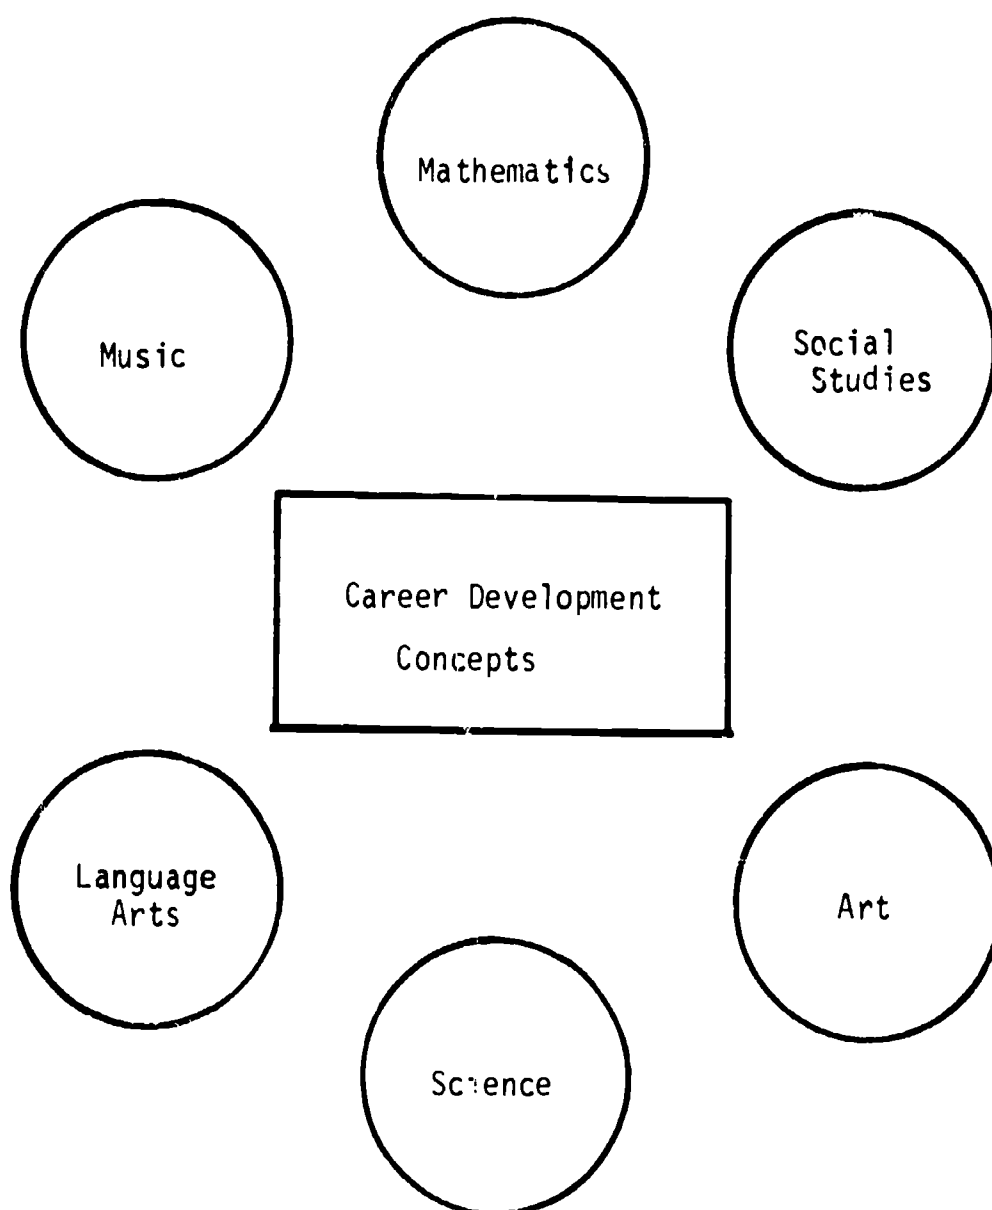 Mathematics
Music
Social
Studies
Career Development
Concepts
Language
Arts
Art
Science